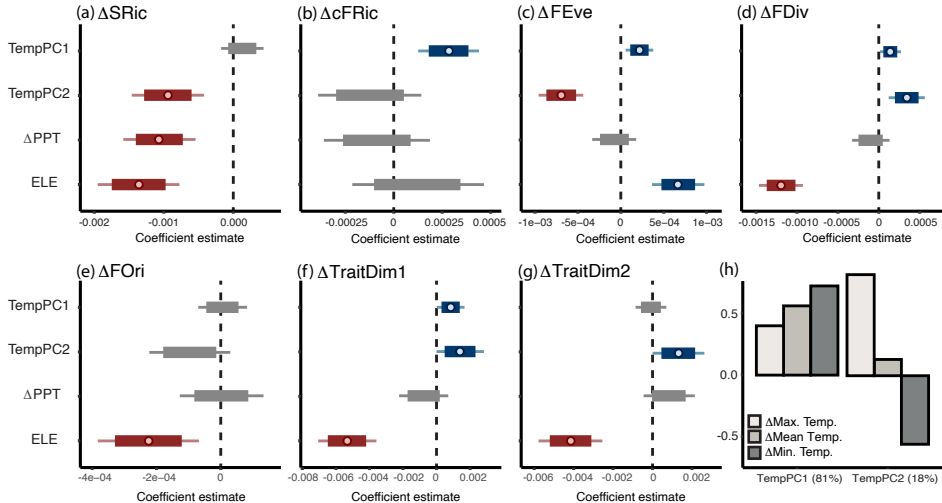 (a) ΔSRic
(b) ΔcFRic
(c) ΔFEve
(d) ΔFDiv
TempPC1
TempPC2
ΔPPT
ELE
-0.002 -0.001 0.000
0 0.00025 0.0005
-1e-03 -5e-04 0 5e-04 1e-03
-0.0015 -0.0010 -0.0005 0 0.0005
Coefficient estimate
Coefficient estimate
Coefficient estimate
Coefficient estimate
(e) ΔFOri
(f) ΔTraitDim1
(g) ΔTraitDim2
(h)
TempPC1
TempPC2
ΔPPT
ELE
0.5
0.0
-0.5
ΔMax. Temp.
ΔMean Temp.
ΔMin. Temp.
-4e-04 -2e-04 0
-0.008 -0.006 -0.004 -0.002 0 0.002
-0.006 -0.004 -0.002 0 0.002
TempPC1 (81%) TempPC2 (18%)
Coefficient estimate
Coefficient estimate
Coefficient estimate